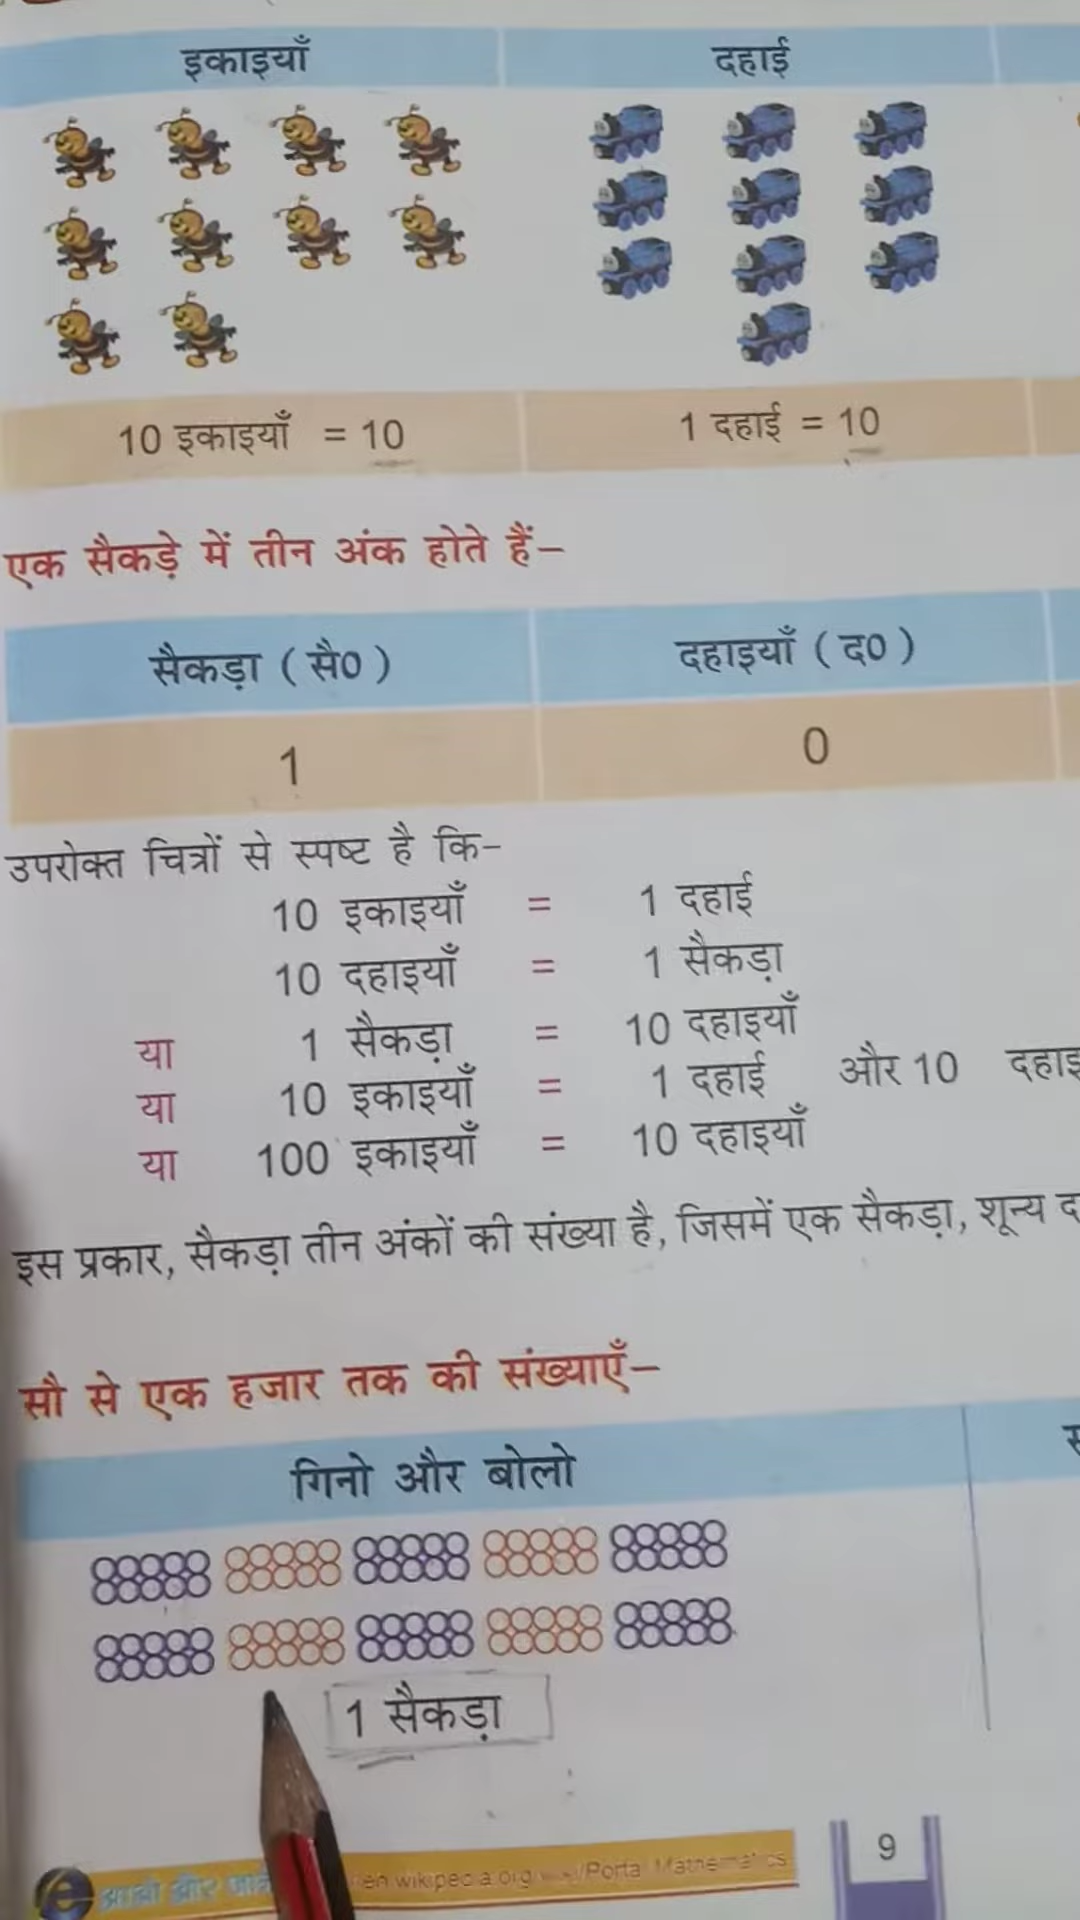 इकाइयाँ दहाई
10 इकाइयाँ = 10 1 दहाई = 10
एक सैकड़े में तीन अंक होते हैं–
सैकड़ा ( सै0 ) दहाइयाँ ( द0 )
1 0
उपरोक्त चित्रों से स्पष्ट है कि–
10 इकाइयाँ = 1 दहाई
10 दहाइयाँ = 1 सैकड़ा
या 1 सैकड़ा = 10 दहाइयाँ
या 10 इकाइयाँ = 1 दहाई और 10
या 100 इकाइयाँ = 10 दहाइयाँ
इस प्रकार, सैकड़ा तीन अंकों की संख्या है, जिसमें एक सैकड़ा, शून्य
सौ से एक हजार तक की संख्याएँ–
गिनो और बोलो
1 सैकड़ा
9